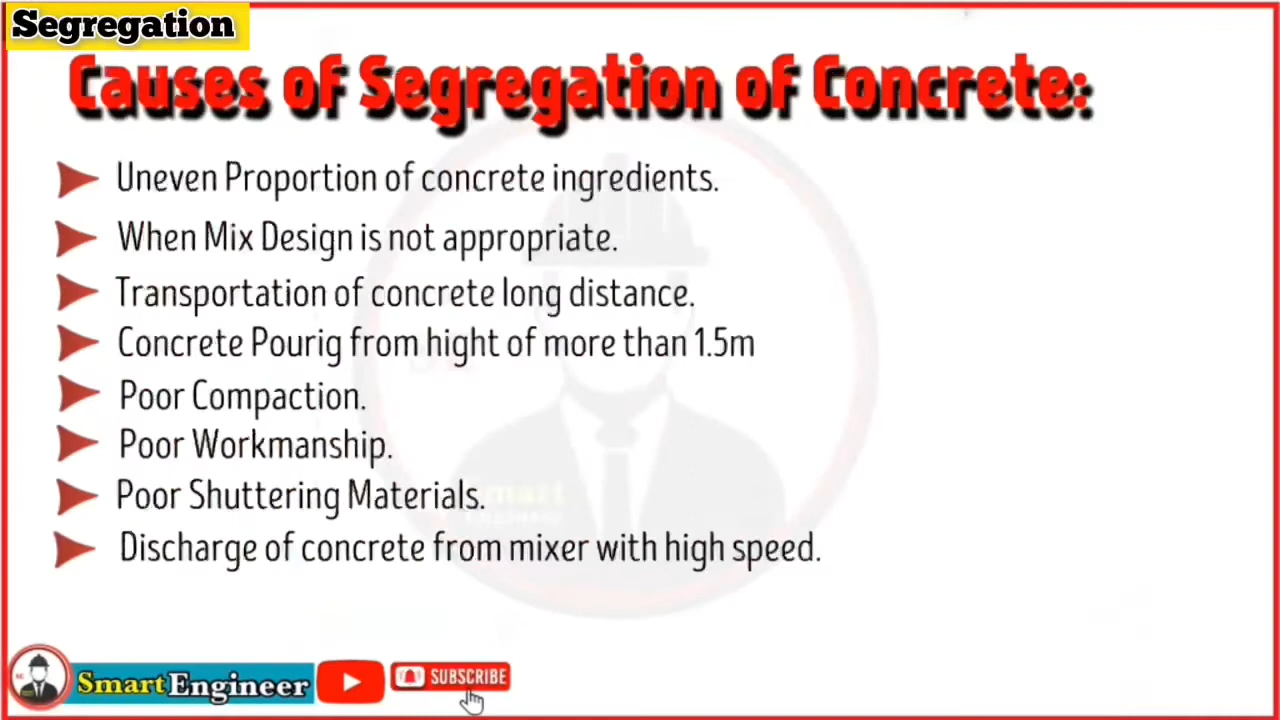 Segregation
Causes of Segregation of Concrete:
Uneven Proportion of concrete ingredients.
When Mix Design is not appropriate.
Transportation of concrete long distance.
Concrete Pourig from hight of more than 1.5m
Poor Compaction.
Poor Workmanship.
Poor Shuttering Materials.
Discharge of concrete from mixer with high speed.
Smart Engineer
SUBSCRIBE